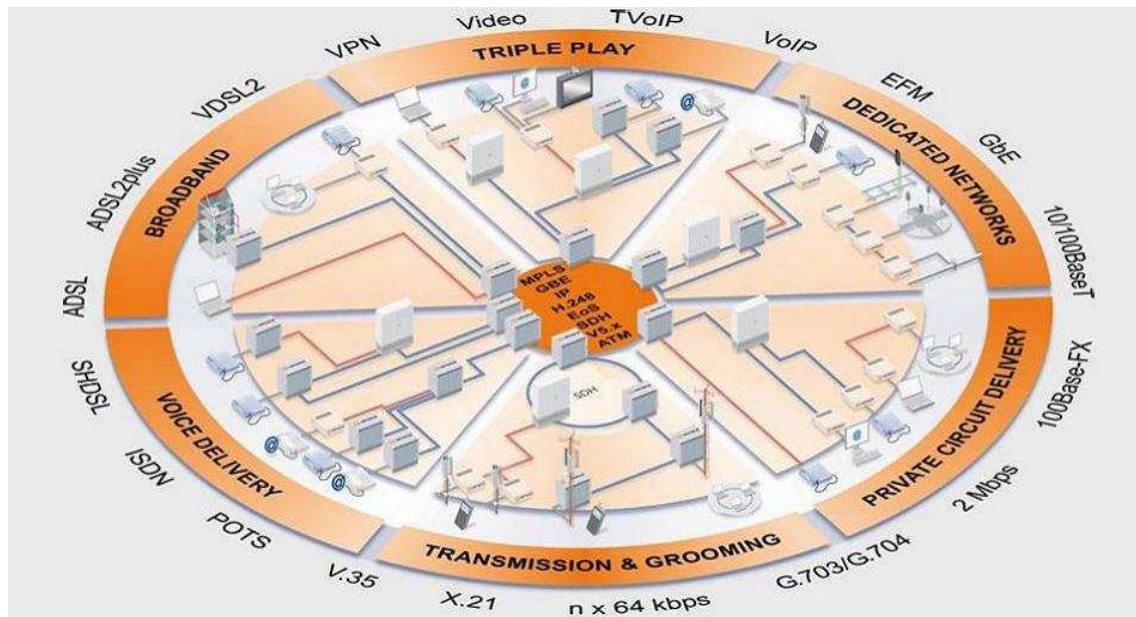 Video
TVoIP
VPN
TRIPLE PLAY
VoIP
VDSL2
EFM
DEDICATED NETWORKS
GbE
ADSL2plus
BROADBAND
10/100BaseT
ADSL
MPLS
GBE
IP
H.248
EoS
SDH
V5.x
ATM
SHDSL
VOICE DELIVERY
SDH
PRIVATE CIRCUIT DELIVERY
100Base-FX
@
@
@
ISDN
2 Mbps
POTS
TRANSMISSION & GROOMING
G.703/G.704
V.35
X.21
n x 64 kbps